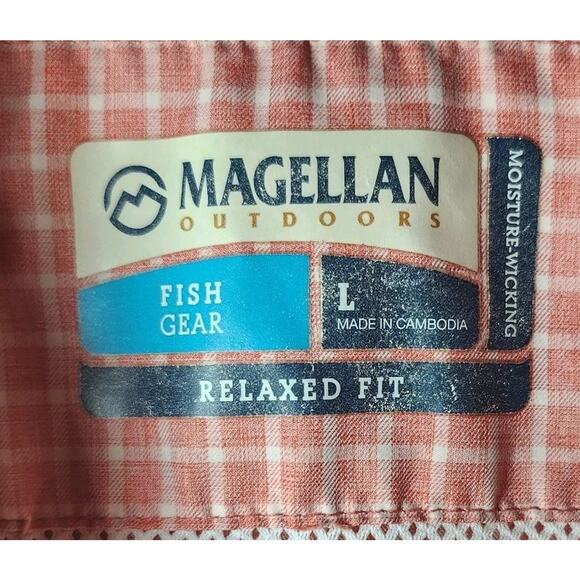 MAGELLAN
OUTDOORS
FISH
GEAR
L
MADE IN CAMBODIA
MOISTURE-WICKING
RELAXED FIT